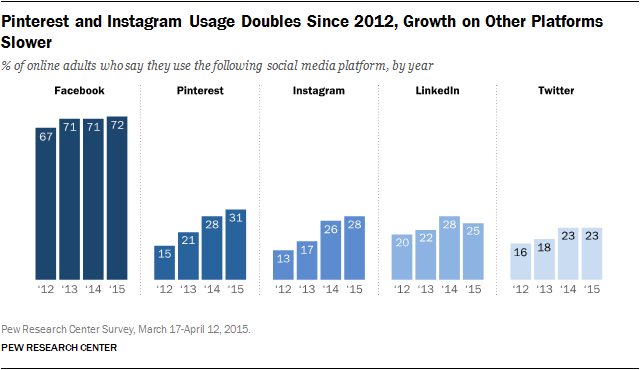 Pinterest and Instagram Usage Doubles Since 2012, Growth on Other Platforms
Slower
% of online adults who say they use the following social media platform, by year
Facebook Pinterest Instagram LinkedIn Twitter
67 71 71 72 15 21 28 31 13 17 26 28 20 22 28 25 16 18 23 23
‘12 ‘13 ‘14 ‘15 ‘12 ‘13 ‘14 ‘15 ‘12 ‘13 ‘14 ‘15 ‘12 ‘13 ‘14 ‘15 ‘12 ‘13 ‘14 ‘15
Pew Research Center Survey, March 17-April 12, 2015.
PEW RESEARCH CENTER